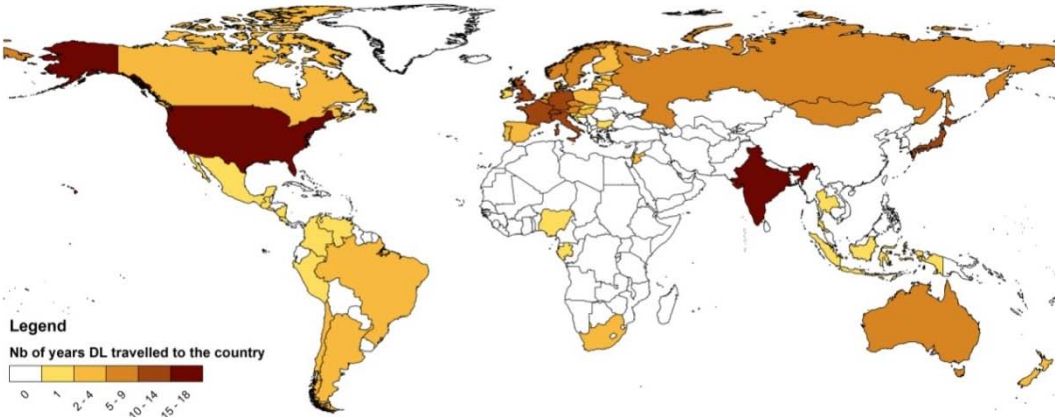 Legend
Nb of years DL travelled to the country
0
1
2 - 4
5 - 9
10 - 14
15 - 18